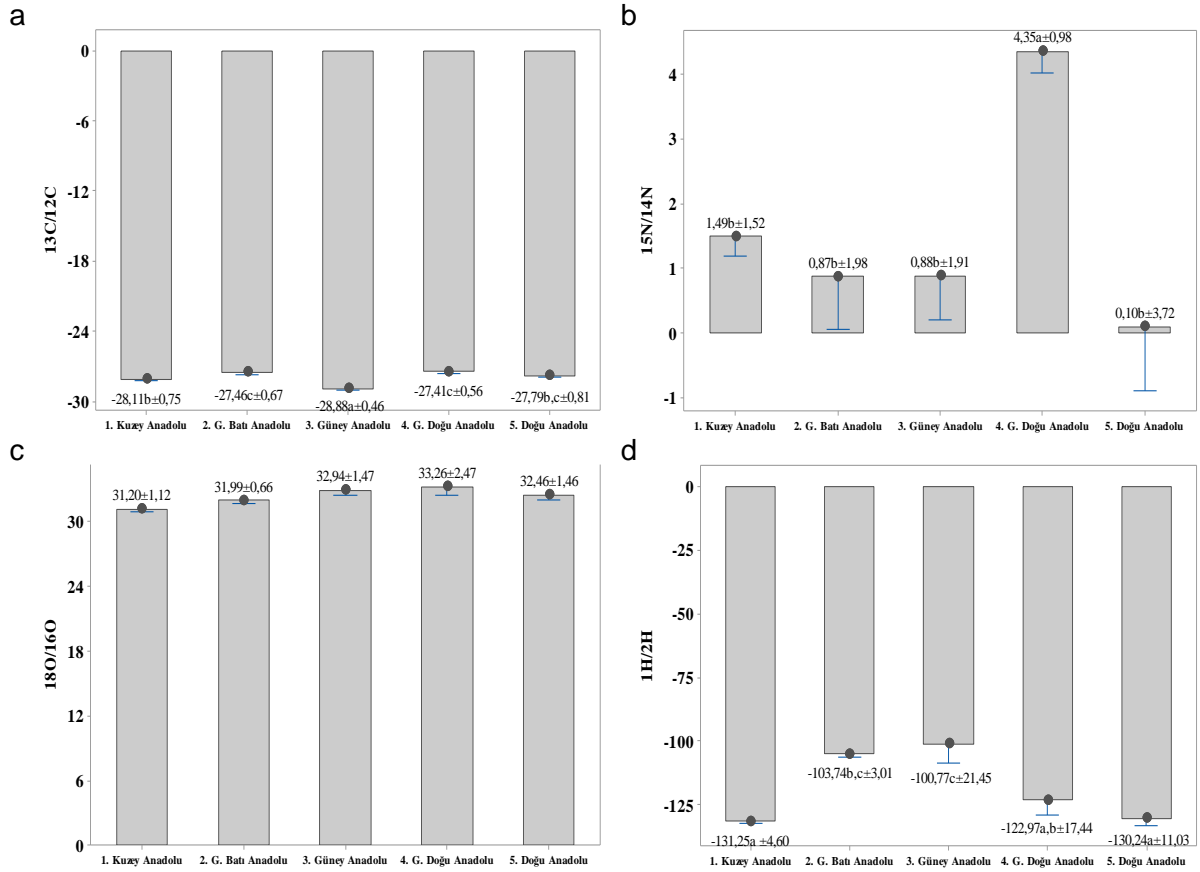 a
0
-6
-12
-18
-24
-30
13C/12C
-28,11b±0,75
-27,46c±0,67
-28,88a±0,46
-27,41c±0,56
-27,79b,c±0,81
1. Kuzey Anadolu
2. G. Batı Anadolu
3. Güney Anadolu
4. G. Doğu Anadolu
5. Doğu Anadolu
b
4
3
2
1
0
-1
15N/14N
1,49b±1,52
0,87b±1,98
0,88b±1,91
4,35a±0,98
0,10b±3,72
1. Kuzey Anadolu
2. G. Batı Anadolu
3. Güney Anadolu
4. G. Doğu Anadolu
5. Doğu Anadolu
c
30
24
18
12
6
0
18O/16O
31,20±1,12
31,99±0,66
32,94±1,47
33,26±2,47
32,46±1,46
1. Kuzey Anadolu
2. G. Batı Anadolu
3. Güney Anadolu
4. G. Doğu Anadolu
5. Doğu Anadolu
d
0
-25
-50
-75
-100
-125
1H/2H
-131,25a ±4,60
-103,74b,c±3,01
-100,77c±21,45
-122,97a,b±17,44
-130,24a±11,03
1. Kuzey Anadolu
2. G. Batı Anadolu
3. Güney Anadolu
4. G. Doğu Anadolu
5. Doğu Anadolu